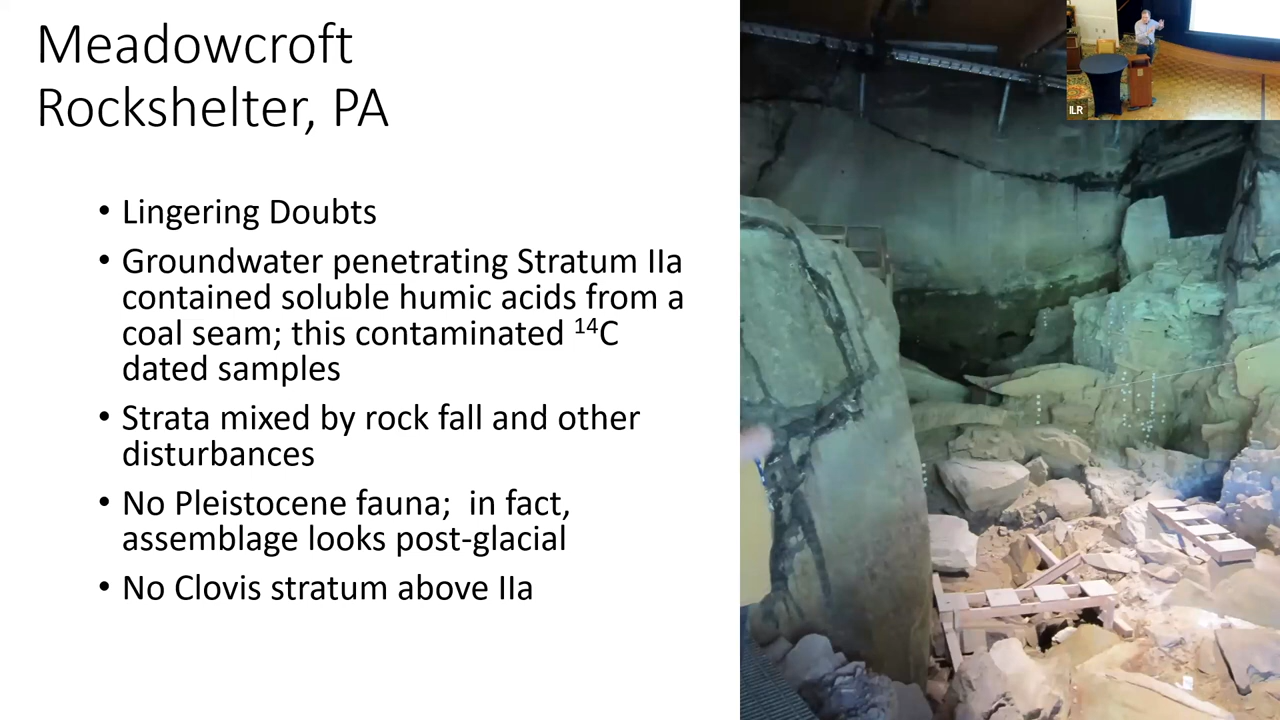 Meadowcroft
Rockshelter, PA
• Lingering Doubts
• Groundwater penetrating Stratum IIa
contained soluble humic acids from a
coal seam; this contaminated ¹⁴C
dated samples
• Strata mixed by rock fall and other
disturbances
• No Pleistocene fauna;  in fact,
assemblage looks post-glacial
• No Clovis stratum above IIa
ILR